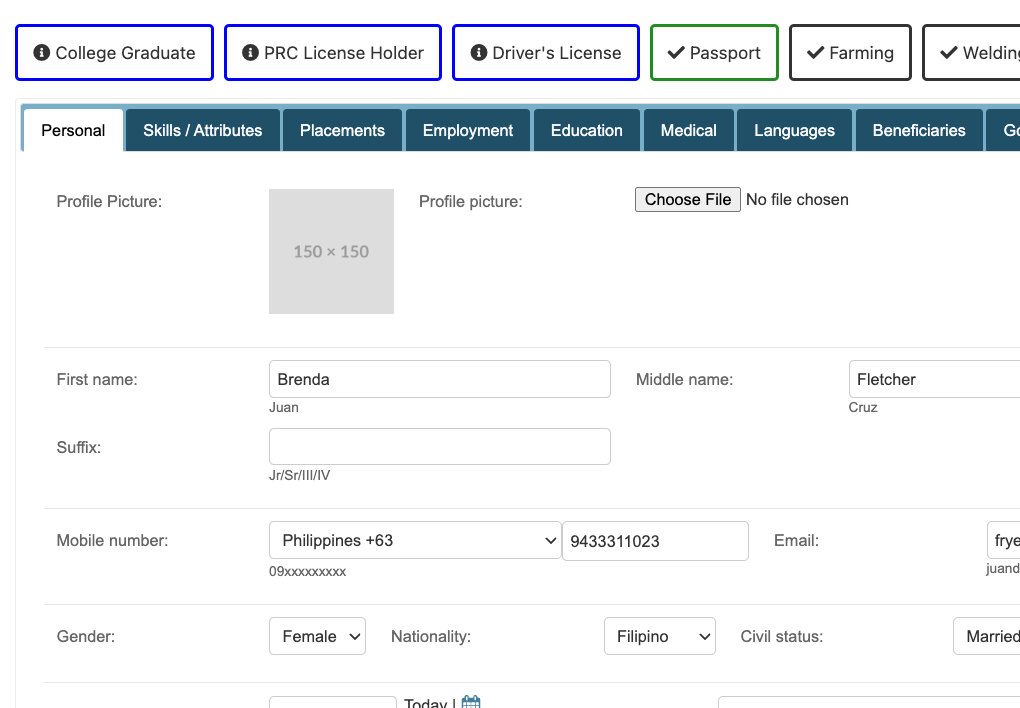 College Graduate PRC License Holder Driver's License Passport Farming Welding
Personal Skills / Attributes Placements Employment Education Medical Languages Beneficiaries
Profile Picture: 150 × 150 Profile picture: Choose File No file chosen
First name: Brenda Middle name: Fletcher
Juan Cruz
Suffix:
Jr/Sr/III/IV
Mobile number: Philippines +63 9433311023 Email: frye
09xxxxxxxxx juand
Gender: Female Nationality: Filipino Civil status: Married
Today |